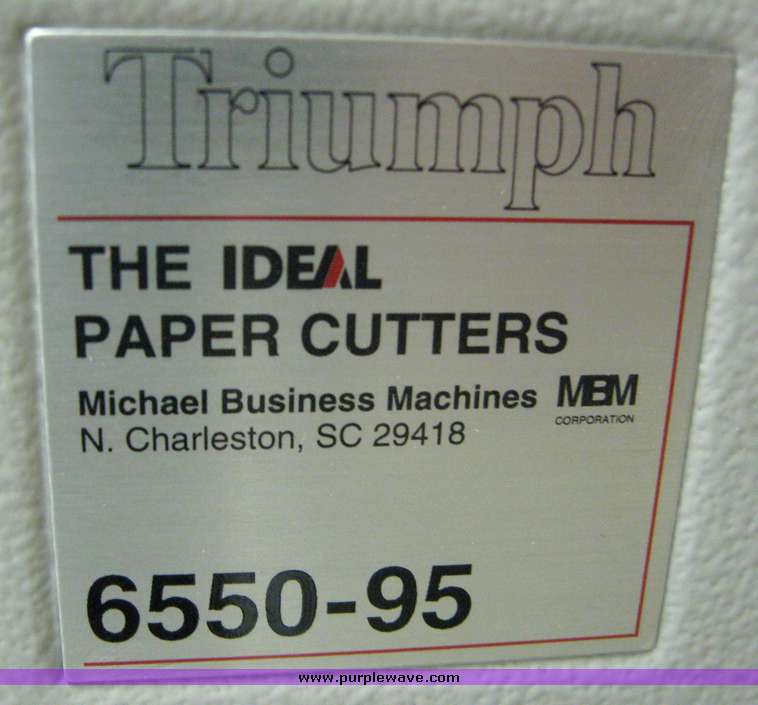 Triumph
THE IDEAL
PAPER CUTTERS
Michael Business Machines MBM
N. Charleston, SC 29418 CORPORATION
6550-95
www.purplewave.com